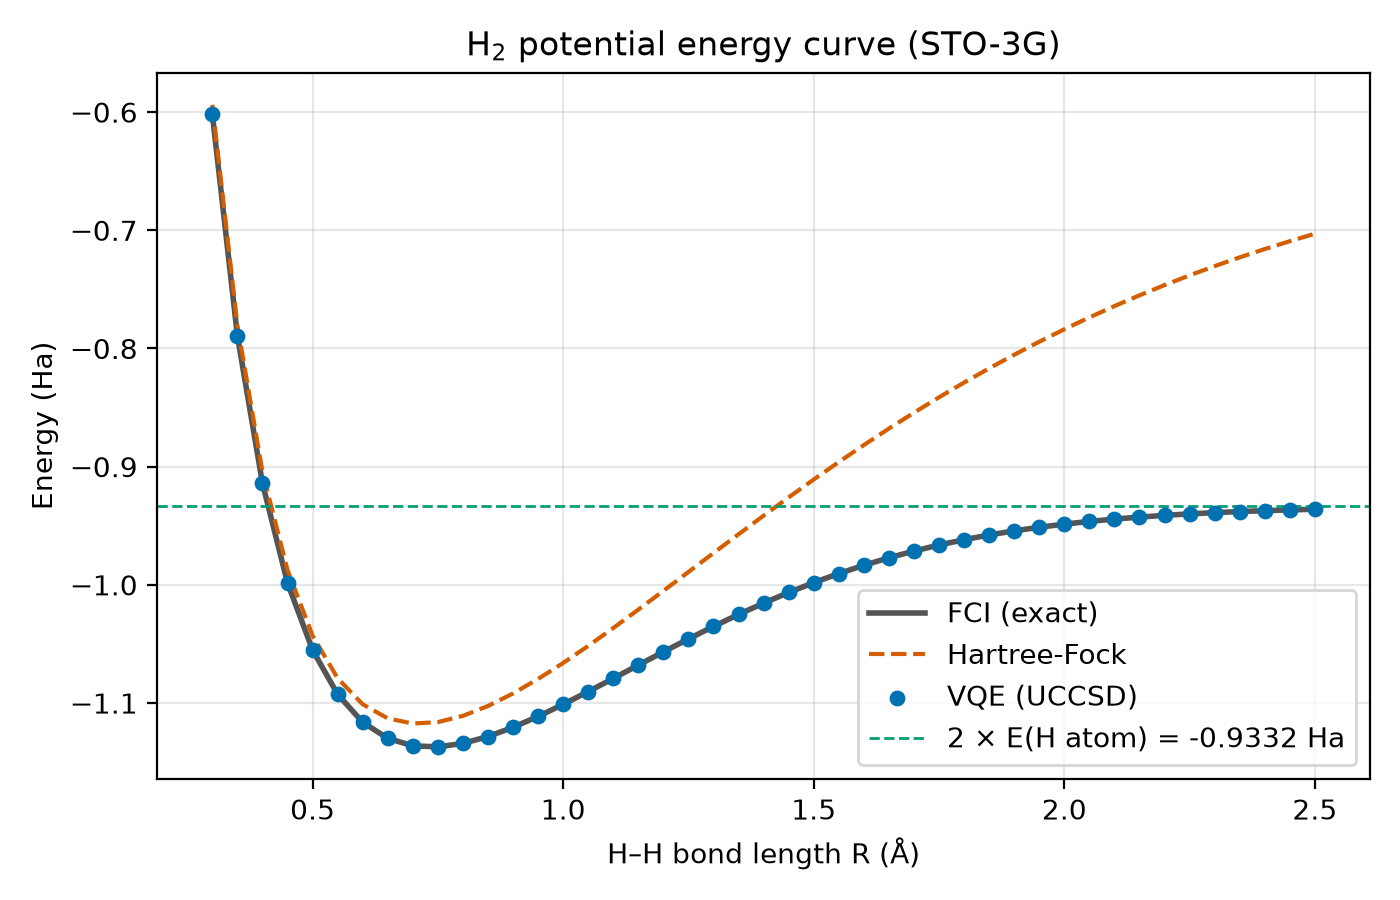 H₂ potential energy curve (STO-3G)
Energy (Ha)
−0.6
−0.7
−0.8
−0.9
−1.0
−1.1
FCI (exact)
Hartree-Fock
VQE (UCCSD)
2 × E(H atom) = -0.9332 Ha
0.5 1.0 1.5 2.0 2.5
H–H bond length R (Å)